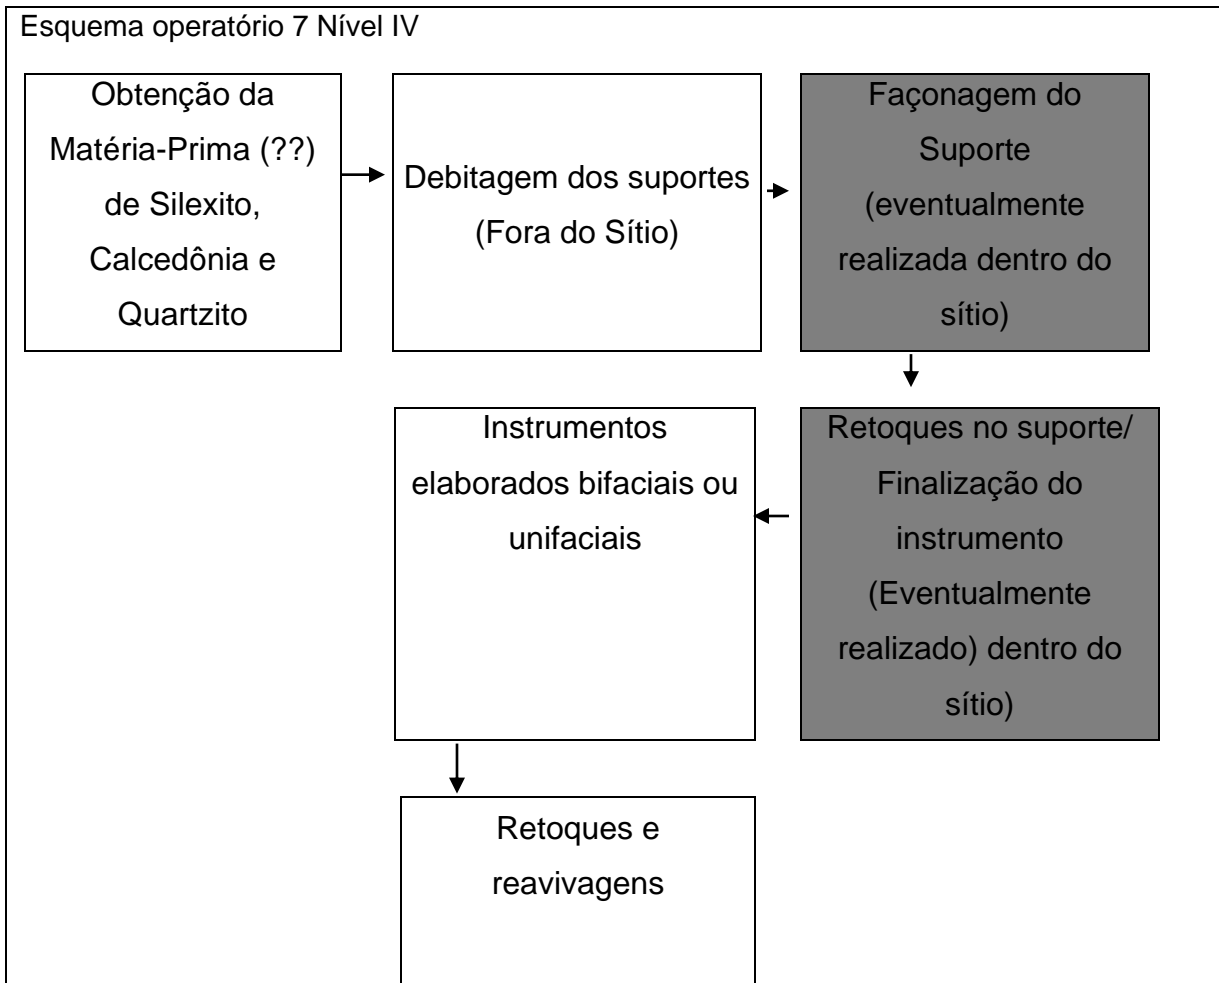 Esquema operatório 7 Nível IV
Obtenção da
Matéria-Prima (??)
de Silexito,
Calcedônia e
Quartzito
Debitagem dos suportes
(Fora do Sítio)
Façonagem do
Suporte
(eventualmente
realizada dentro do
sítio)
Retoques no suporte/
Finalização do
instrumento
(Eventualmente
realizado) dentro do
sítio)
Instrumentos
elaborados bifaciais ou
unifaciais
Retoques e
reavivagens